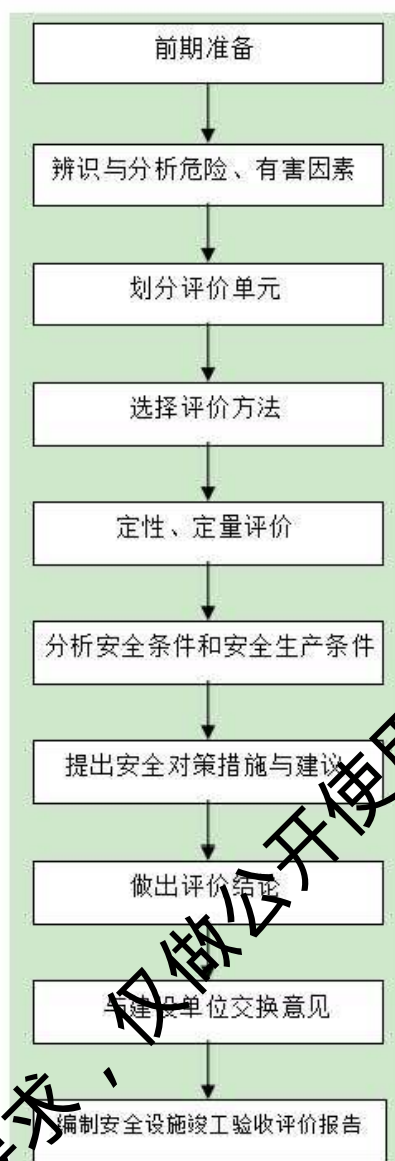 前期准备
辨识与分析危险、有害因素
划分评价单元
选择评价方法
定性、定量评价
分析安全条件和安全生产条件
提出安全对策措施与建议
做出评价结论
与建设单位交换意见
编制安全设施竣工验收评价报告
求，仅做公开使用